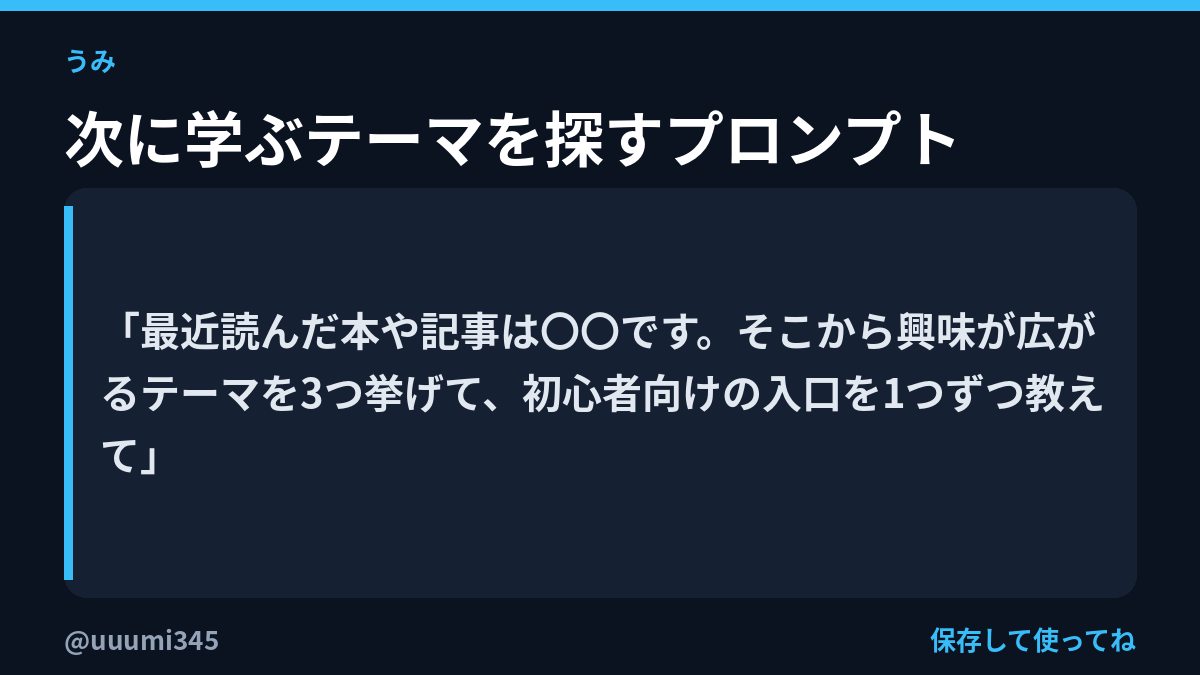 うみ
次に学ぶテーマを探すプロンプト
「最近読んだ本や記事は〇〇です。そこから興味が広が
るテーマを3つ挙げて、初心者向けの入口を1つずつ教え
て」
@uuumi345
保存して使ってね